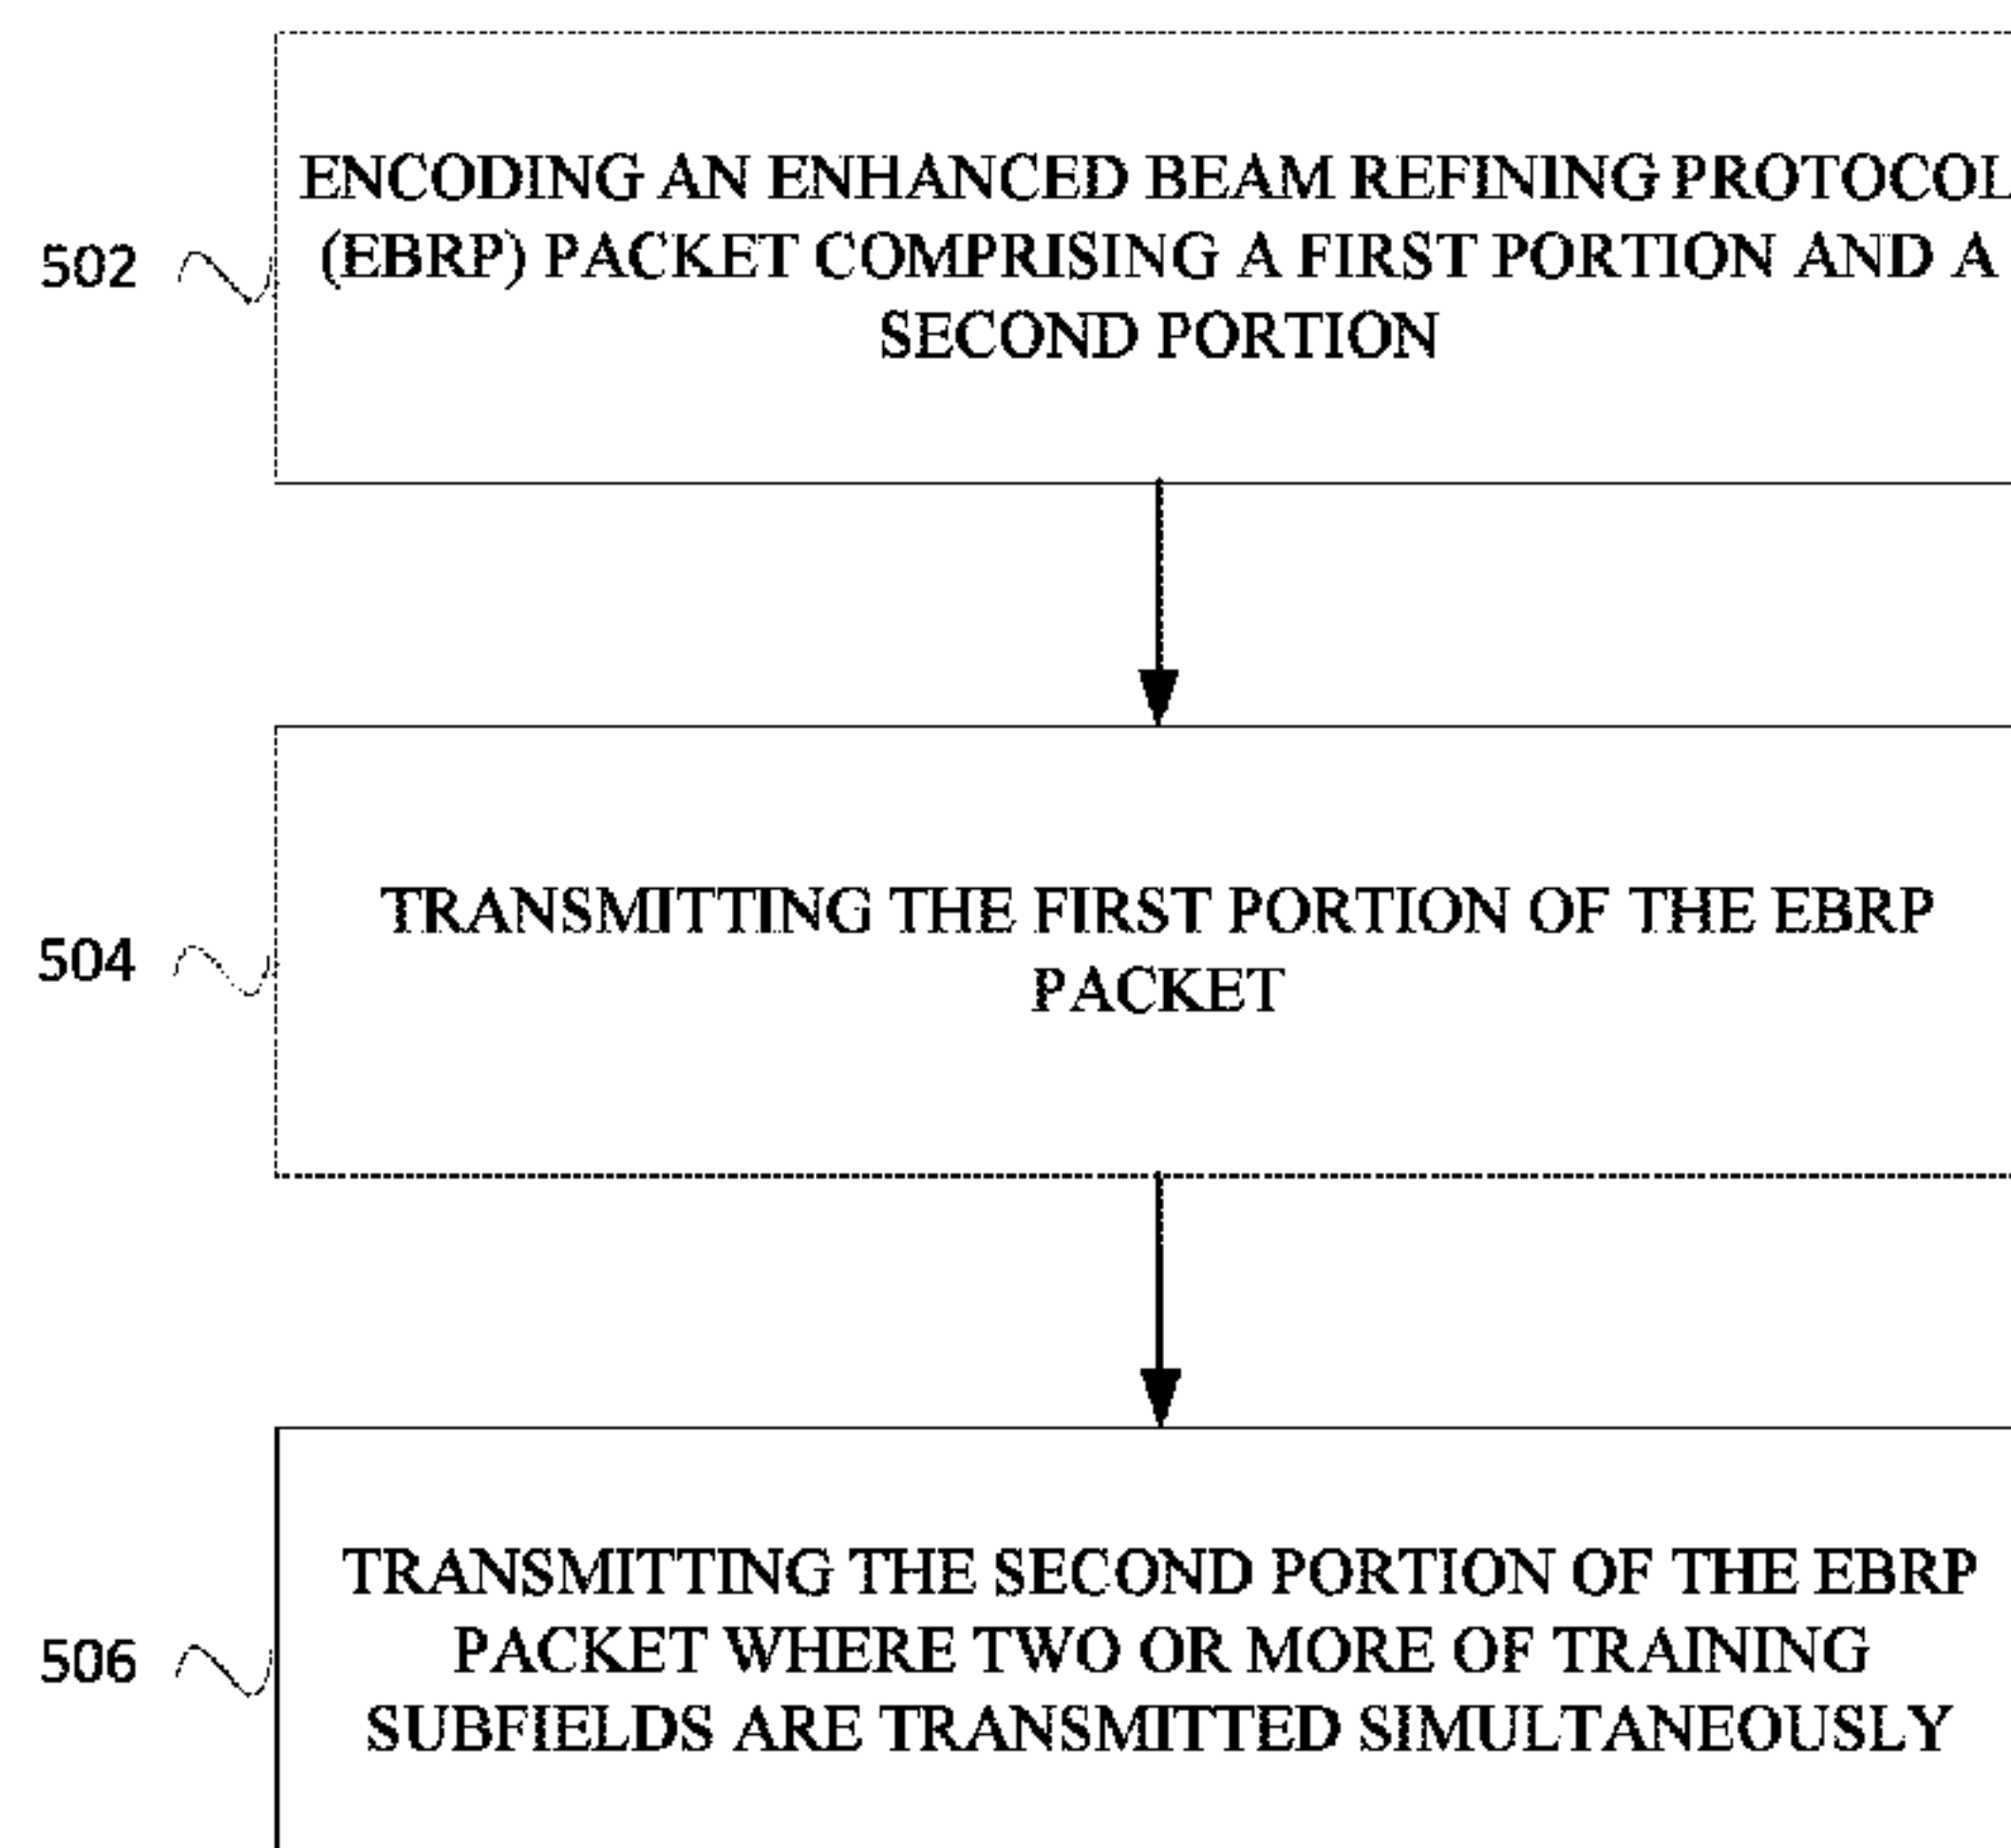 ENCODING AN ENHANCED BEAM REFINING PROTOCOL
502
(EBRP) PACKET COMPRISING A FIRST PORTION AND A
SECOND PORTION
TRANSMITTING THE FIRST PORTION OF THE EBRP
504
PACKET
TRANSMITTING THE SECOND PORTION OF THE EBRP
506
PACKET WHERE TWO OR MORE OF TRAINING
SUBFIELDS ARE TRANSMITTED SIMULTANEOUSLY